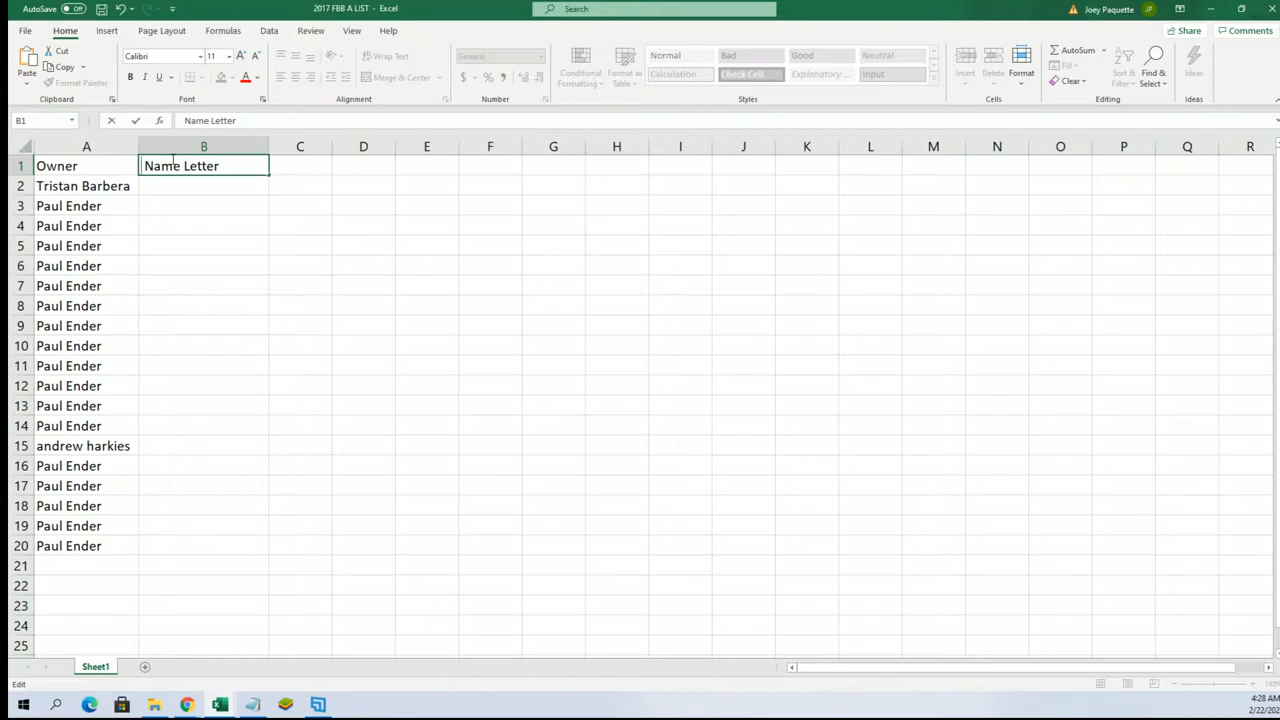 AutoSave Off 2017 FBB A LIST - Excel Search Joey Paquette JP
File Home Insert Page Layout Formulas Data Review View Help Share Comments
Paste Cut Copy Format Painter
Clipboard
Calibri 11 A A B I U A
Font
Wrap Text Merge & Center
Alignment
General $ % ,
Number
Conditional Formatting Format as Table Normal Bad Good Neutral
Calculation Check Cell Explanatory ... Input
Styles
Insert Delete Format
Cells
AutoSum Fill Clear Sort & Filter Find & Select
Editing
Ideas
Ideas
B1 fx Name Letter
A B C D E F G H I J K L M N O P Q R
1 Owner Name Letter
2 Tristan Barbera
3 Paul Ender
4 Paul Ender
5 Paul Ender
6 Paul Ender
7 Paul Ender
8 Paul Ender
9 Paul Ender
10 Paul Ender
11 Paul Ender
12 Paul Ender
13 Paul Ender
14 Paul Ender
15 andrew harkies
16 Paul Ender
17 Paul Ender
18 Paul Ender
19 Paul Ender
20 Paul Ender
21
22
23
24
25
Sheet1
Edit
4:28 AM